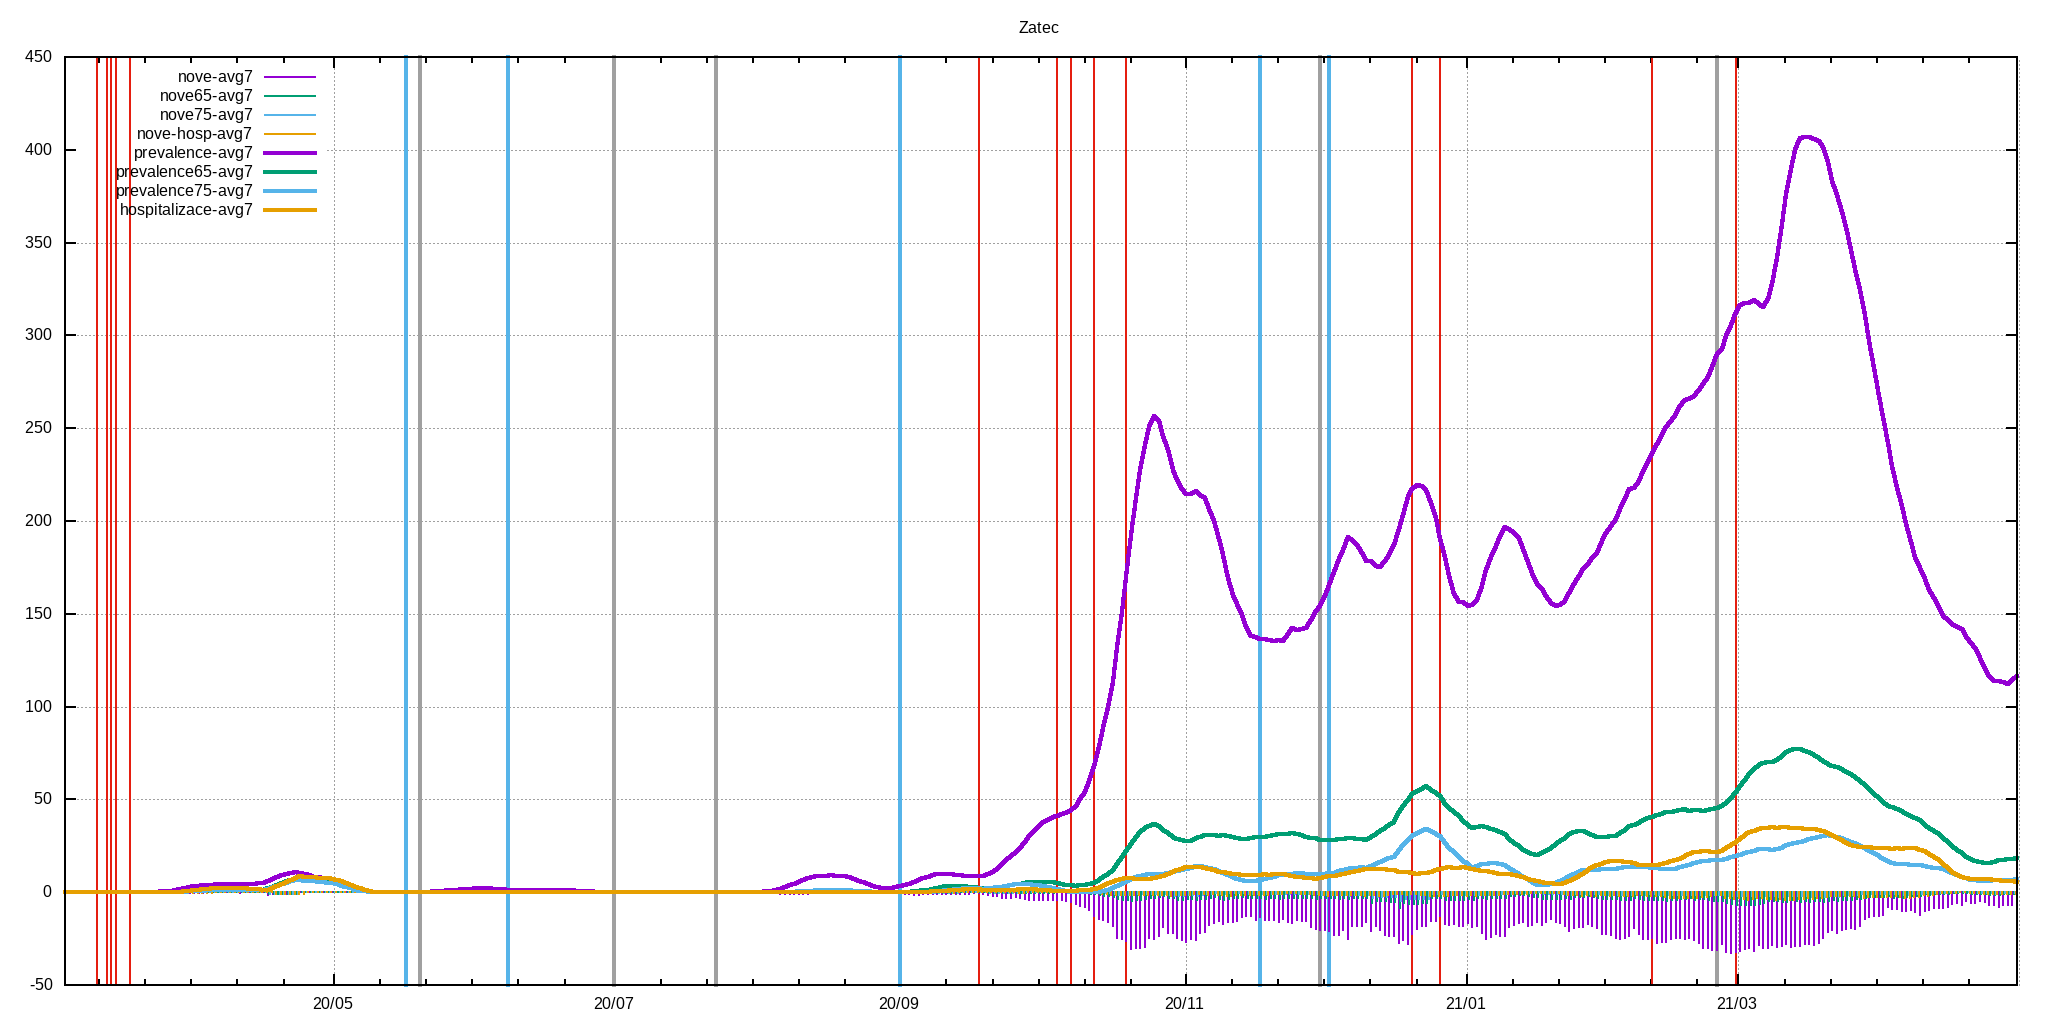 Zatec
450
400
350
300
250
200
150
100
50
0
-50
nove-avg7
nove65-avg7
nove75-avg7
nove-hosp-avg7
prevalence-avg7
prevalence65-avg7
prevalence75-avg7
hospitalizace-avg7
20/05 20/07 20/09 20/11 21/01 21/03